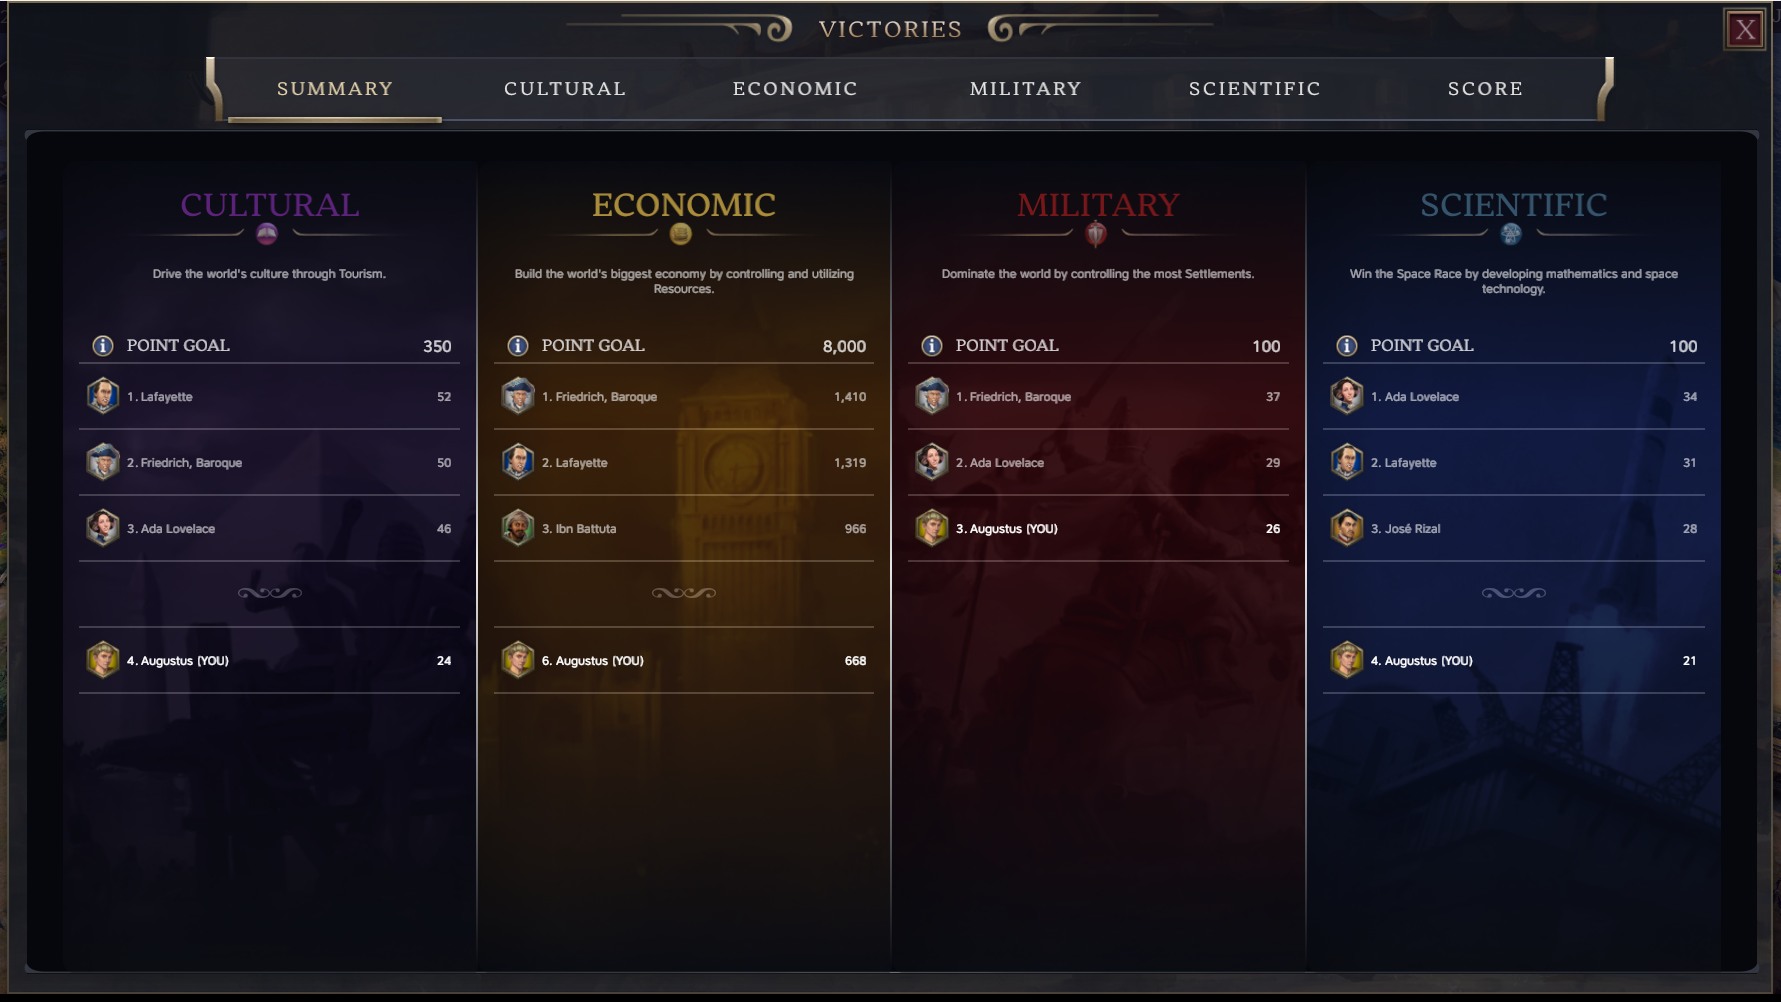 VICTORIES
X
SUMMARY
CULTURAL
ECONOMIC
MILITARY
SCIENTIFIC
SCORE
CULTURAL
Drive the world's culture through Tourism.
POINT GOAL 350
1. Lafayette 52
2. Friedrich, Baroque 50
3. Ada Lovelace 46
4. Augustus (YOU) 24
ECONOMIC
Build the world's biggest economy by controlling and utilizing
Resources.
POINT GOAL 8,000
1. Friedrich, Baroque 1,410
2. Lafayette 1,319
3. Ibn Battuta 966
6. Augustus (YOU) 668
MILITARY
Dominate the world by controlling the most Settlements.
POINT GOAL 100
1. Friedrich, Baroque 37
2. Ada Lovelace 29
3. Augustus (YOU) 26
SCIENTIFIC
Win the Space Race by developing mathematics and space
technology.
POINT GOAL 100
1. Ada Lovelace 34
2. Lafayette 31
3. José Rizal 28
4. Augustus (YOU) 21